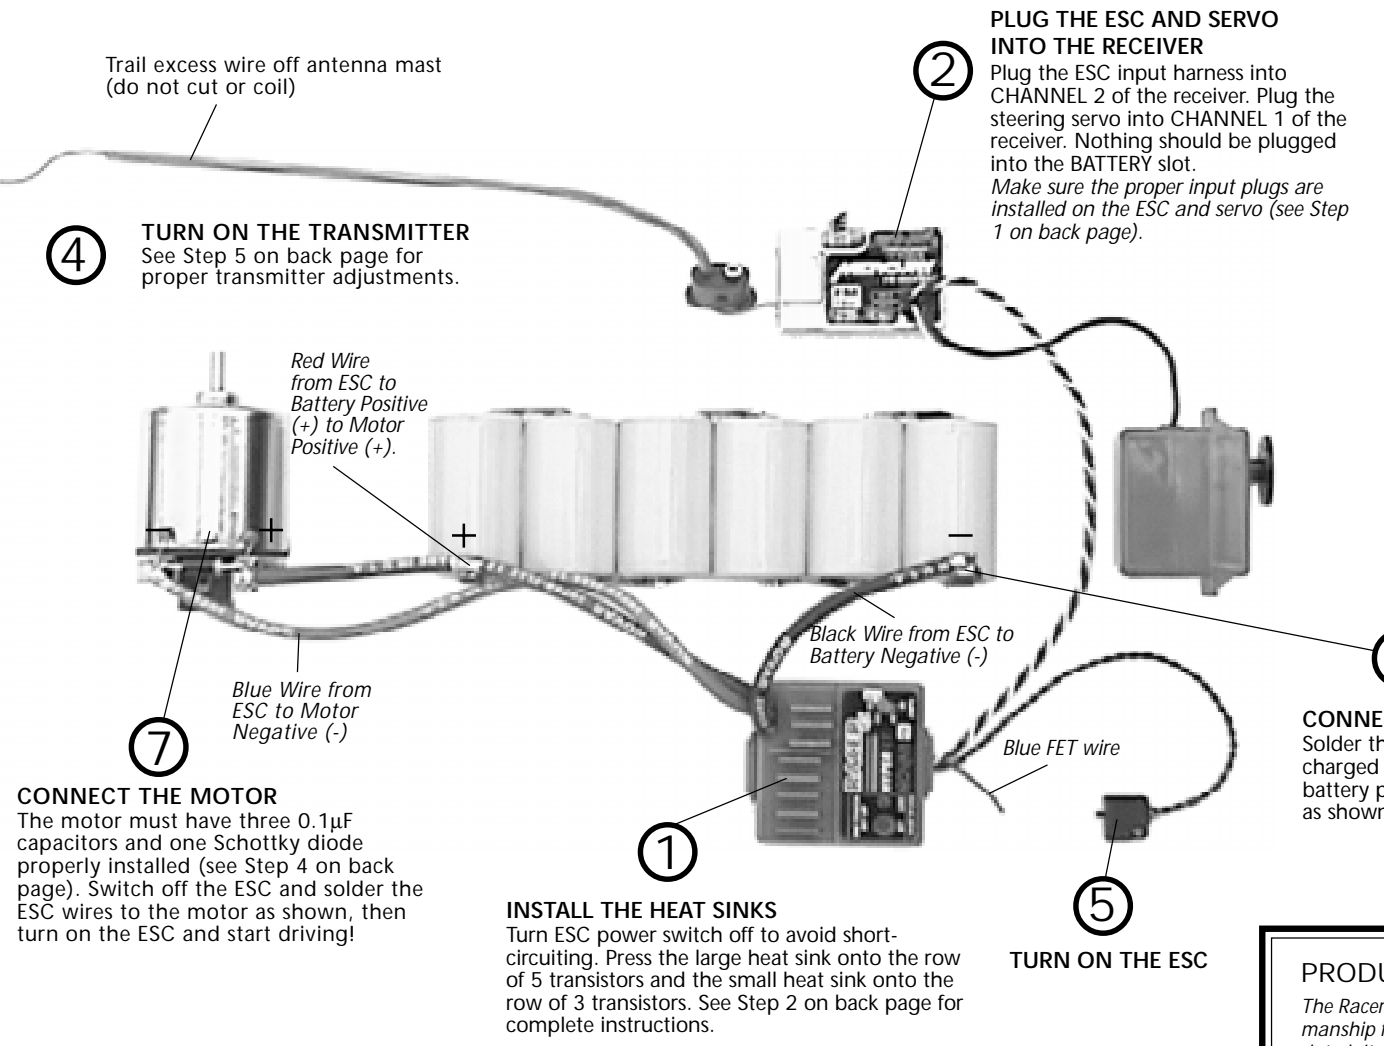 Trail excess wire off antenna mast
(do not cut or coil)
2
PLUG THE ESC AND SERVO
INTO THE RECEIVER
Plug the ESC input harness into
CHANNEL 2 of the receiver. Plug the
steering servo into CHANNEL 1 of the
receiver. Nothing should be plugged
into the BATTERY slot.
Make sure the proper input plugs are
installed on the ESC and servo (see Step
1 on back page).
4
TURN ON THE TRANSMITTER
See Step 5 on back page for
proper transmitter adjustments.
Red Wire
from ESC to
Battery Positive
(+) to Motor
Positive (+).
− +
+
−
Black Wire from ESC to
Battery Negative (-)
Blue Wire from
ESC to Motor
Negative (-)
7
CONNECT THE MOTOR
The motor must have three 0.1µF
capacitors and one Schottky diode
properly installed (see Step 4 on back
page). Switch off the ESC and solder the
ESC wires to the motor as shown, then
turn on the ESC and start driving!
Blue FET wire
1
INSTALL THE HEAT SINKS
Turn ESC power switch off to avoid short-
circuiting. Press the large heat sink onto the row
of 5 transistors and the small heat sink onto the
row of 3 transistors. See Step 2 on back page for
complete instructions.
5
TURN ON THE ESC
CONNE
Solder th
charged
battery p
as shown
PRODU
The Racer
manship f